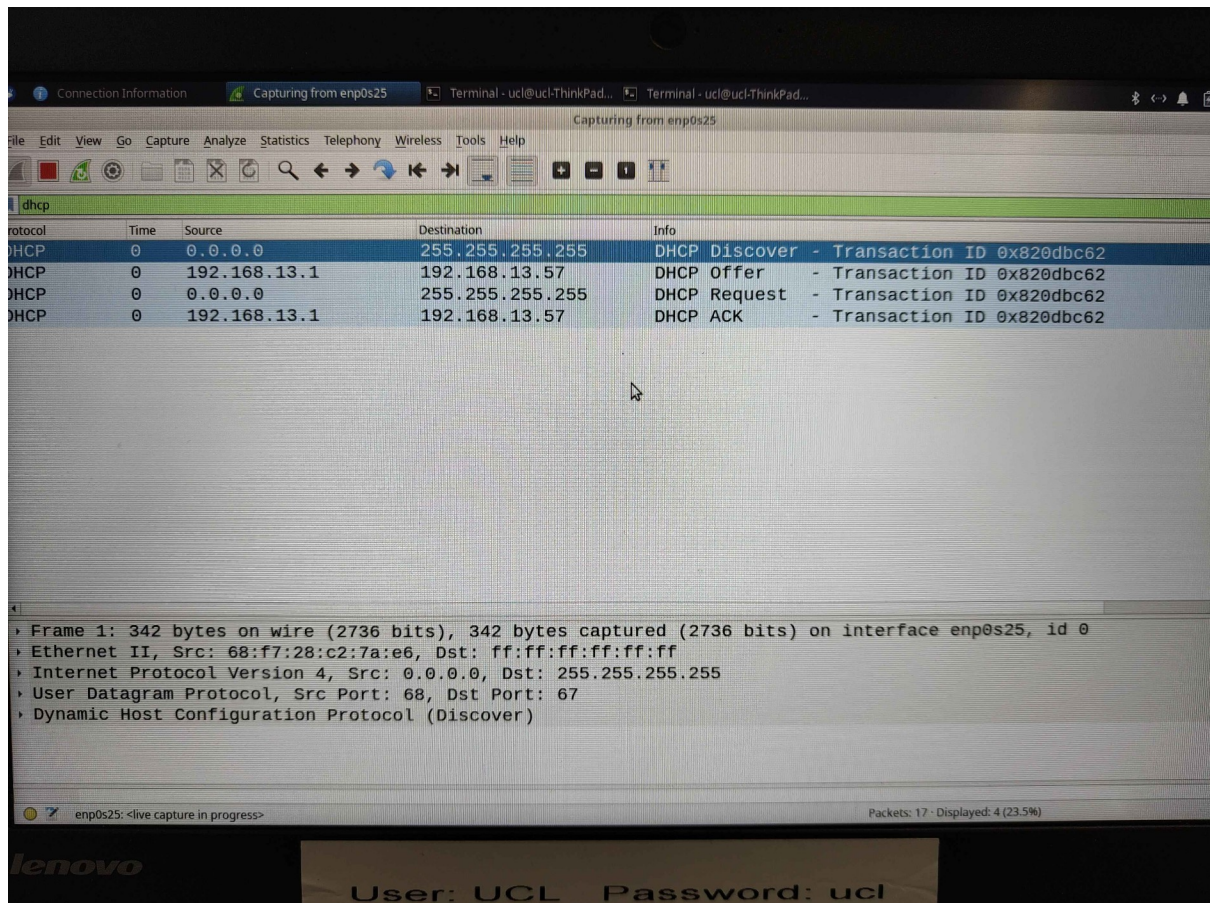 Connection Information Capturing from enp0s25 Terminal - ucl@ucl-ThinkPad... Terminal - ucl@ucl-ThinkPad...
Capturing from enp0s25
File Edit View Go Capture Analyze Statistics Telephony Wireless Tools Help
dhcp
rotocol Time Source Destination Info
DHCP 0 0.0.0.0 255.255.255.255 DHCP Discover - Transaction ID 0x820dbc62
DHCP 0 192.168.13.1 192.168.13.57 DHCP Offer - Transaction ID 0x820dbc62
DHCP 0 0.0.0.0 255.255.255.255 DHCP Request - Transaction ID 0x820dbc62
DHCP 0 192.168.13.1 192.168.13.57 DHCP ACK - Transaction ID 0x820dbc62
Frame 1: 342 bytes on wire (2736 bits), 342 bytes captured (2736 bits) on interface enp0s25, id 0
Ethernet II, Src: 68:f7:28:c2:7a:e6, Dst: ff:ff:ff:ff:ff:ff
Internet Protocol Version 4, Src: 0.0.0.0, Dst: 255.255.255.255
User Datagram Protocol, Src Port: 68, Dst Port: 67
Dynamic Host Configuration Protocol (Discover)
enp0s25: <live capture in progress> Packets: 17 · Displayed: 4 (23.5%)
lenovo
User: UCL Password: ucl